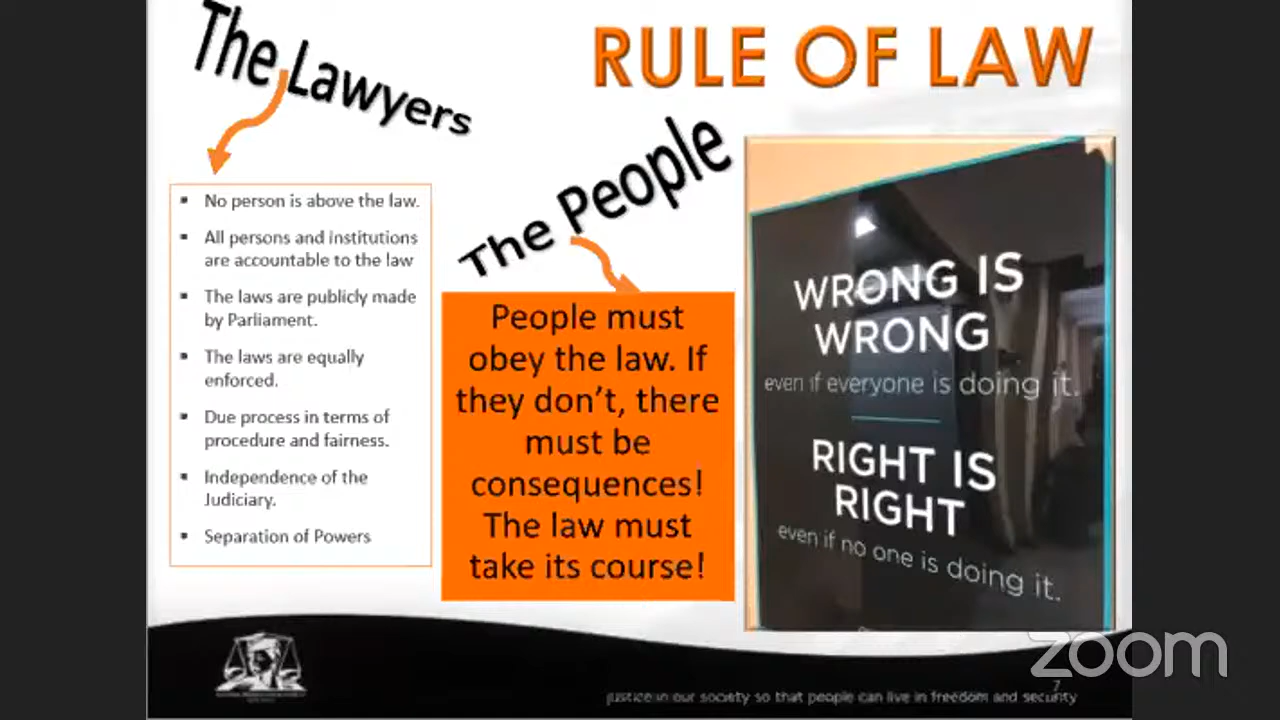 RULE OF LAW
The Lawyers
No person is above the law.
All persons and institutions
are accountable to the law
The laws are publicly made
by Parliament.
The laws are equally
enforced.
Due process in terms of
procedure and fairness.
Independence of the
Judiciary.
Separation of Powers
The People
People must
obey the law. If
they don't, there
must be
consequences!
The law must
take its course!
WRONG IS
WRONG
even if everyone is doing it.
RIGHT IS
RIGHT
even if no one is doing it.
zoom
7
justice in our society so that people can live in freedom and security